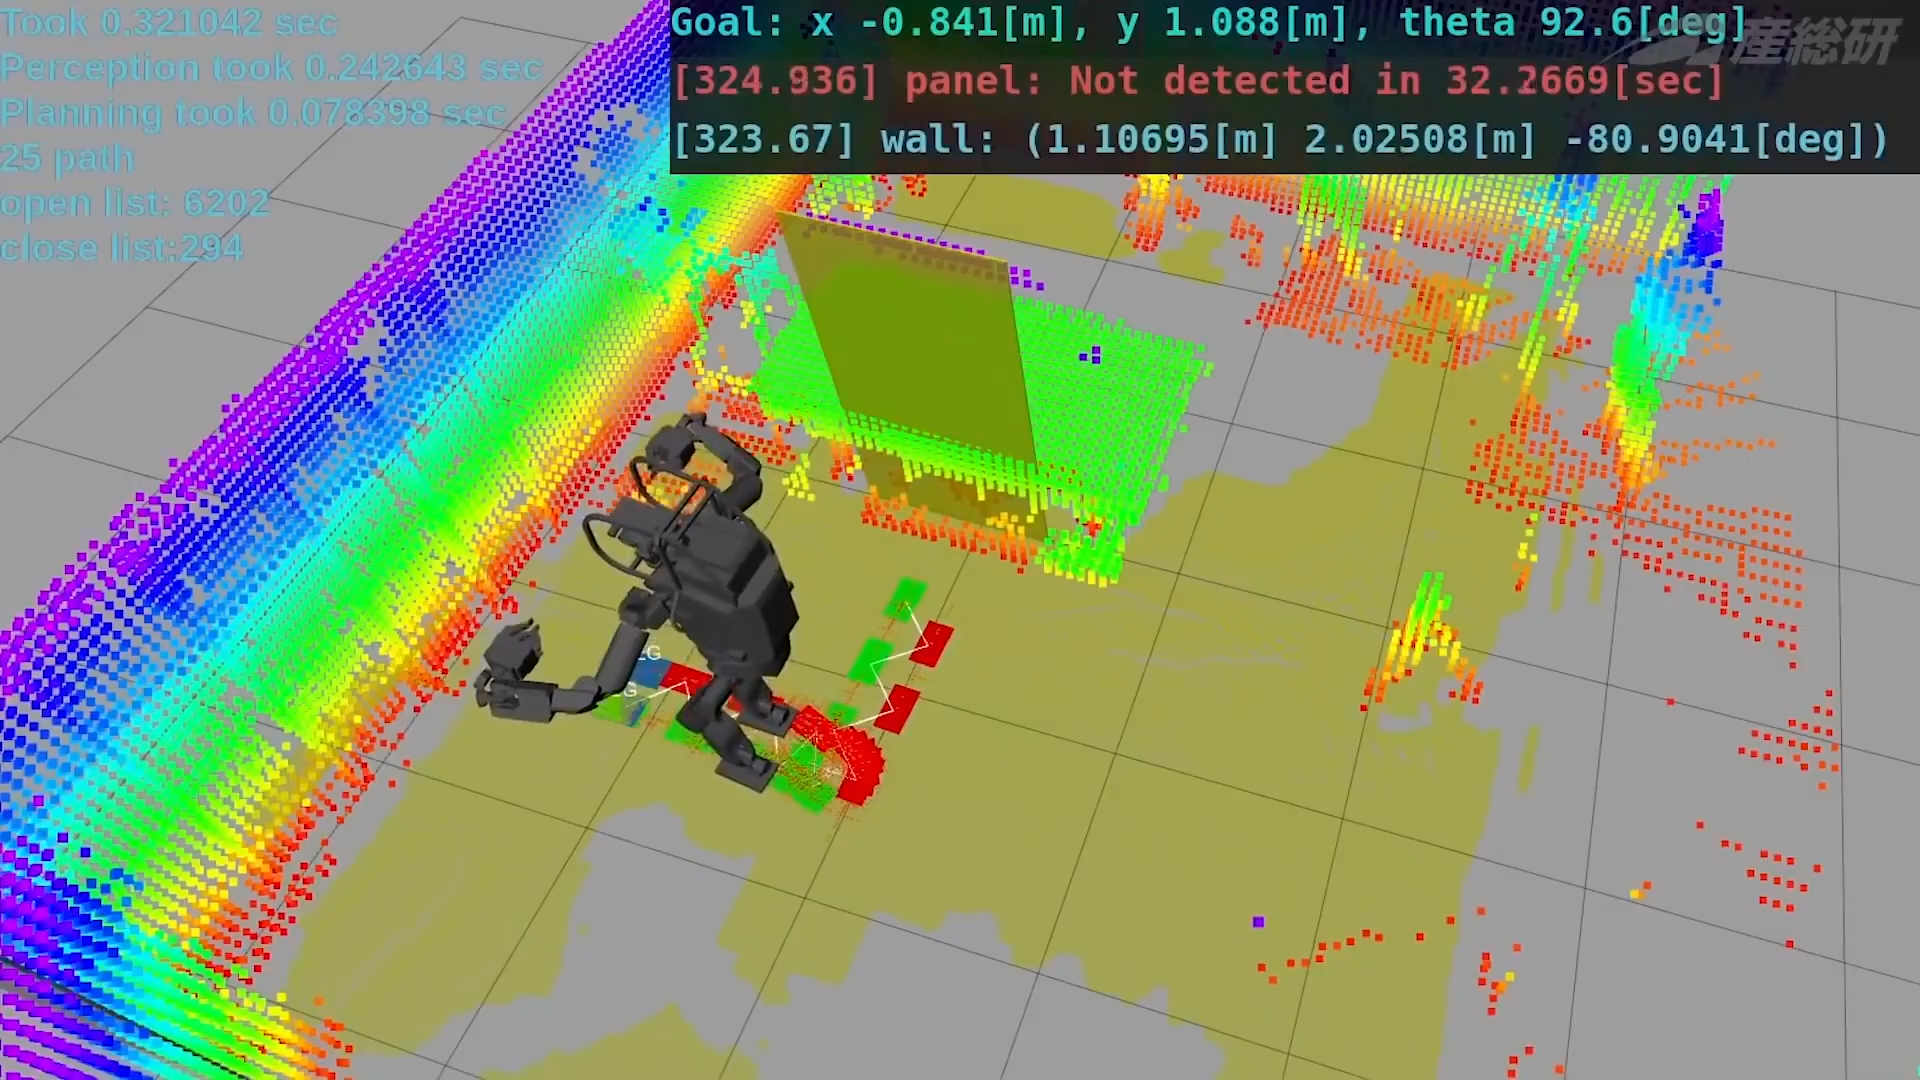 Took 0.321042 sec
Perception took 0.242643 sec
Planning took 0.078398 sec
25 path
open list: 6202
close list:294
Goal: x -0.841[m], y 1.088[m], theta 92.6[deg]
産総研
[324.936] panel: Not detected in 32.2669[sec]
[323.67] wall: (1.10695[m] 2.02508[m] -80.9041[deg])